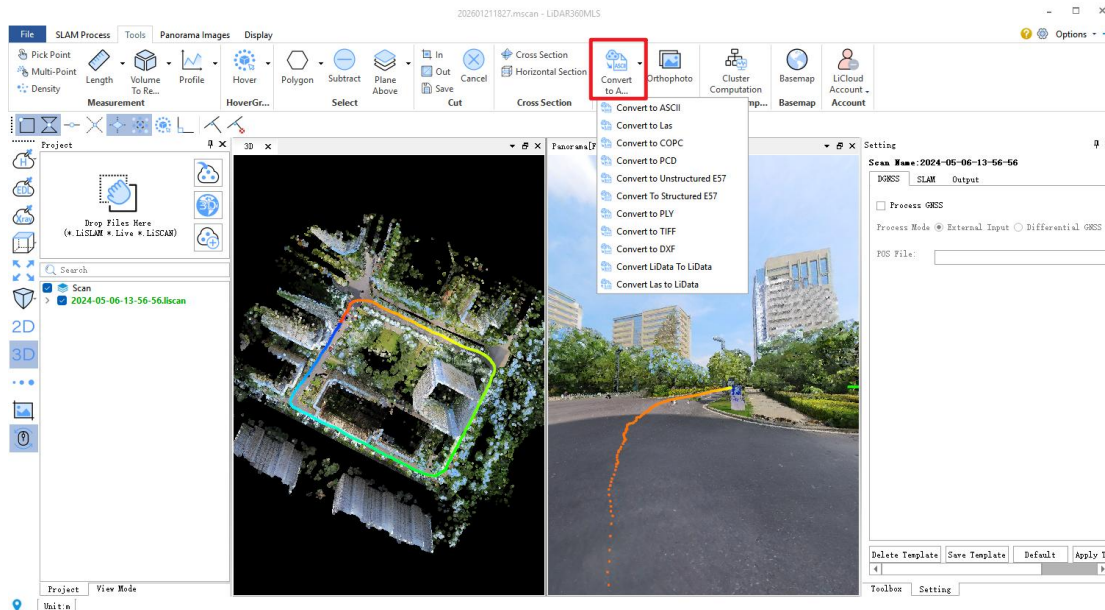 202601211827.mscan - LiDAR360MLS
File SLAM Process Tools Panorama Images Display Options
Pick Point
Multi-Point
Density
Length
Volume To Re...
Profile
Measurement
Hover
HoverGr...
Polygon
Subtract
Plane Above
Select
In
Out
Save
Cancel
Cut
Cross Section
Horizontal Section
Cross Section
ASCII
Convert to A...
Orthophoto
Cluster Computation
mp...
Basemap
Basemap
LiCloud Account
Account
Convert to ASCII
Convert to Las
Convert to COPC
Convert to PCD
Convert to Unstructured E57
Convert To Structured E57
Convert to PLY
Convert to TIFF
Convert to DXF
Convert LiData To LiData
Convert Las to LiData
H
EDL
Xray
2D
3D
Project
Drop Files Here
(*.LiSLAM *.Live *.LiSCAN)
3D
Search
Scan
2024-05-06-13-56-56.liscan
Project View Mode
Unit:m
3D
Panorama[F
Setting
Scan Name:2024-05-06-13-56-56
DGNSS SLAM Output
Process GNSS
Process Mode External Input Differential GNSS
POS File:
Delete Template Save Template Default Apply T
Toolbox Setting